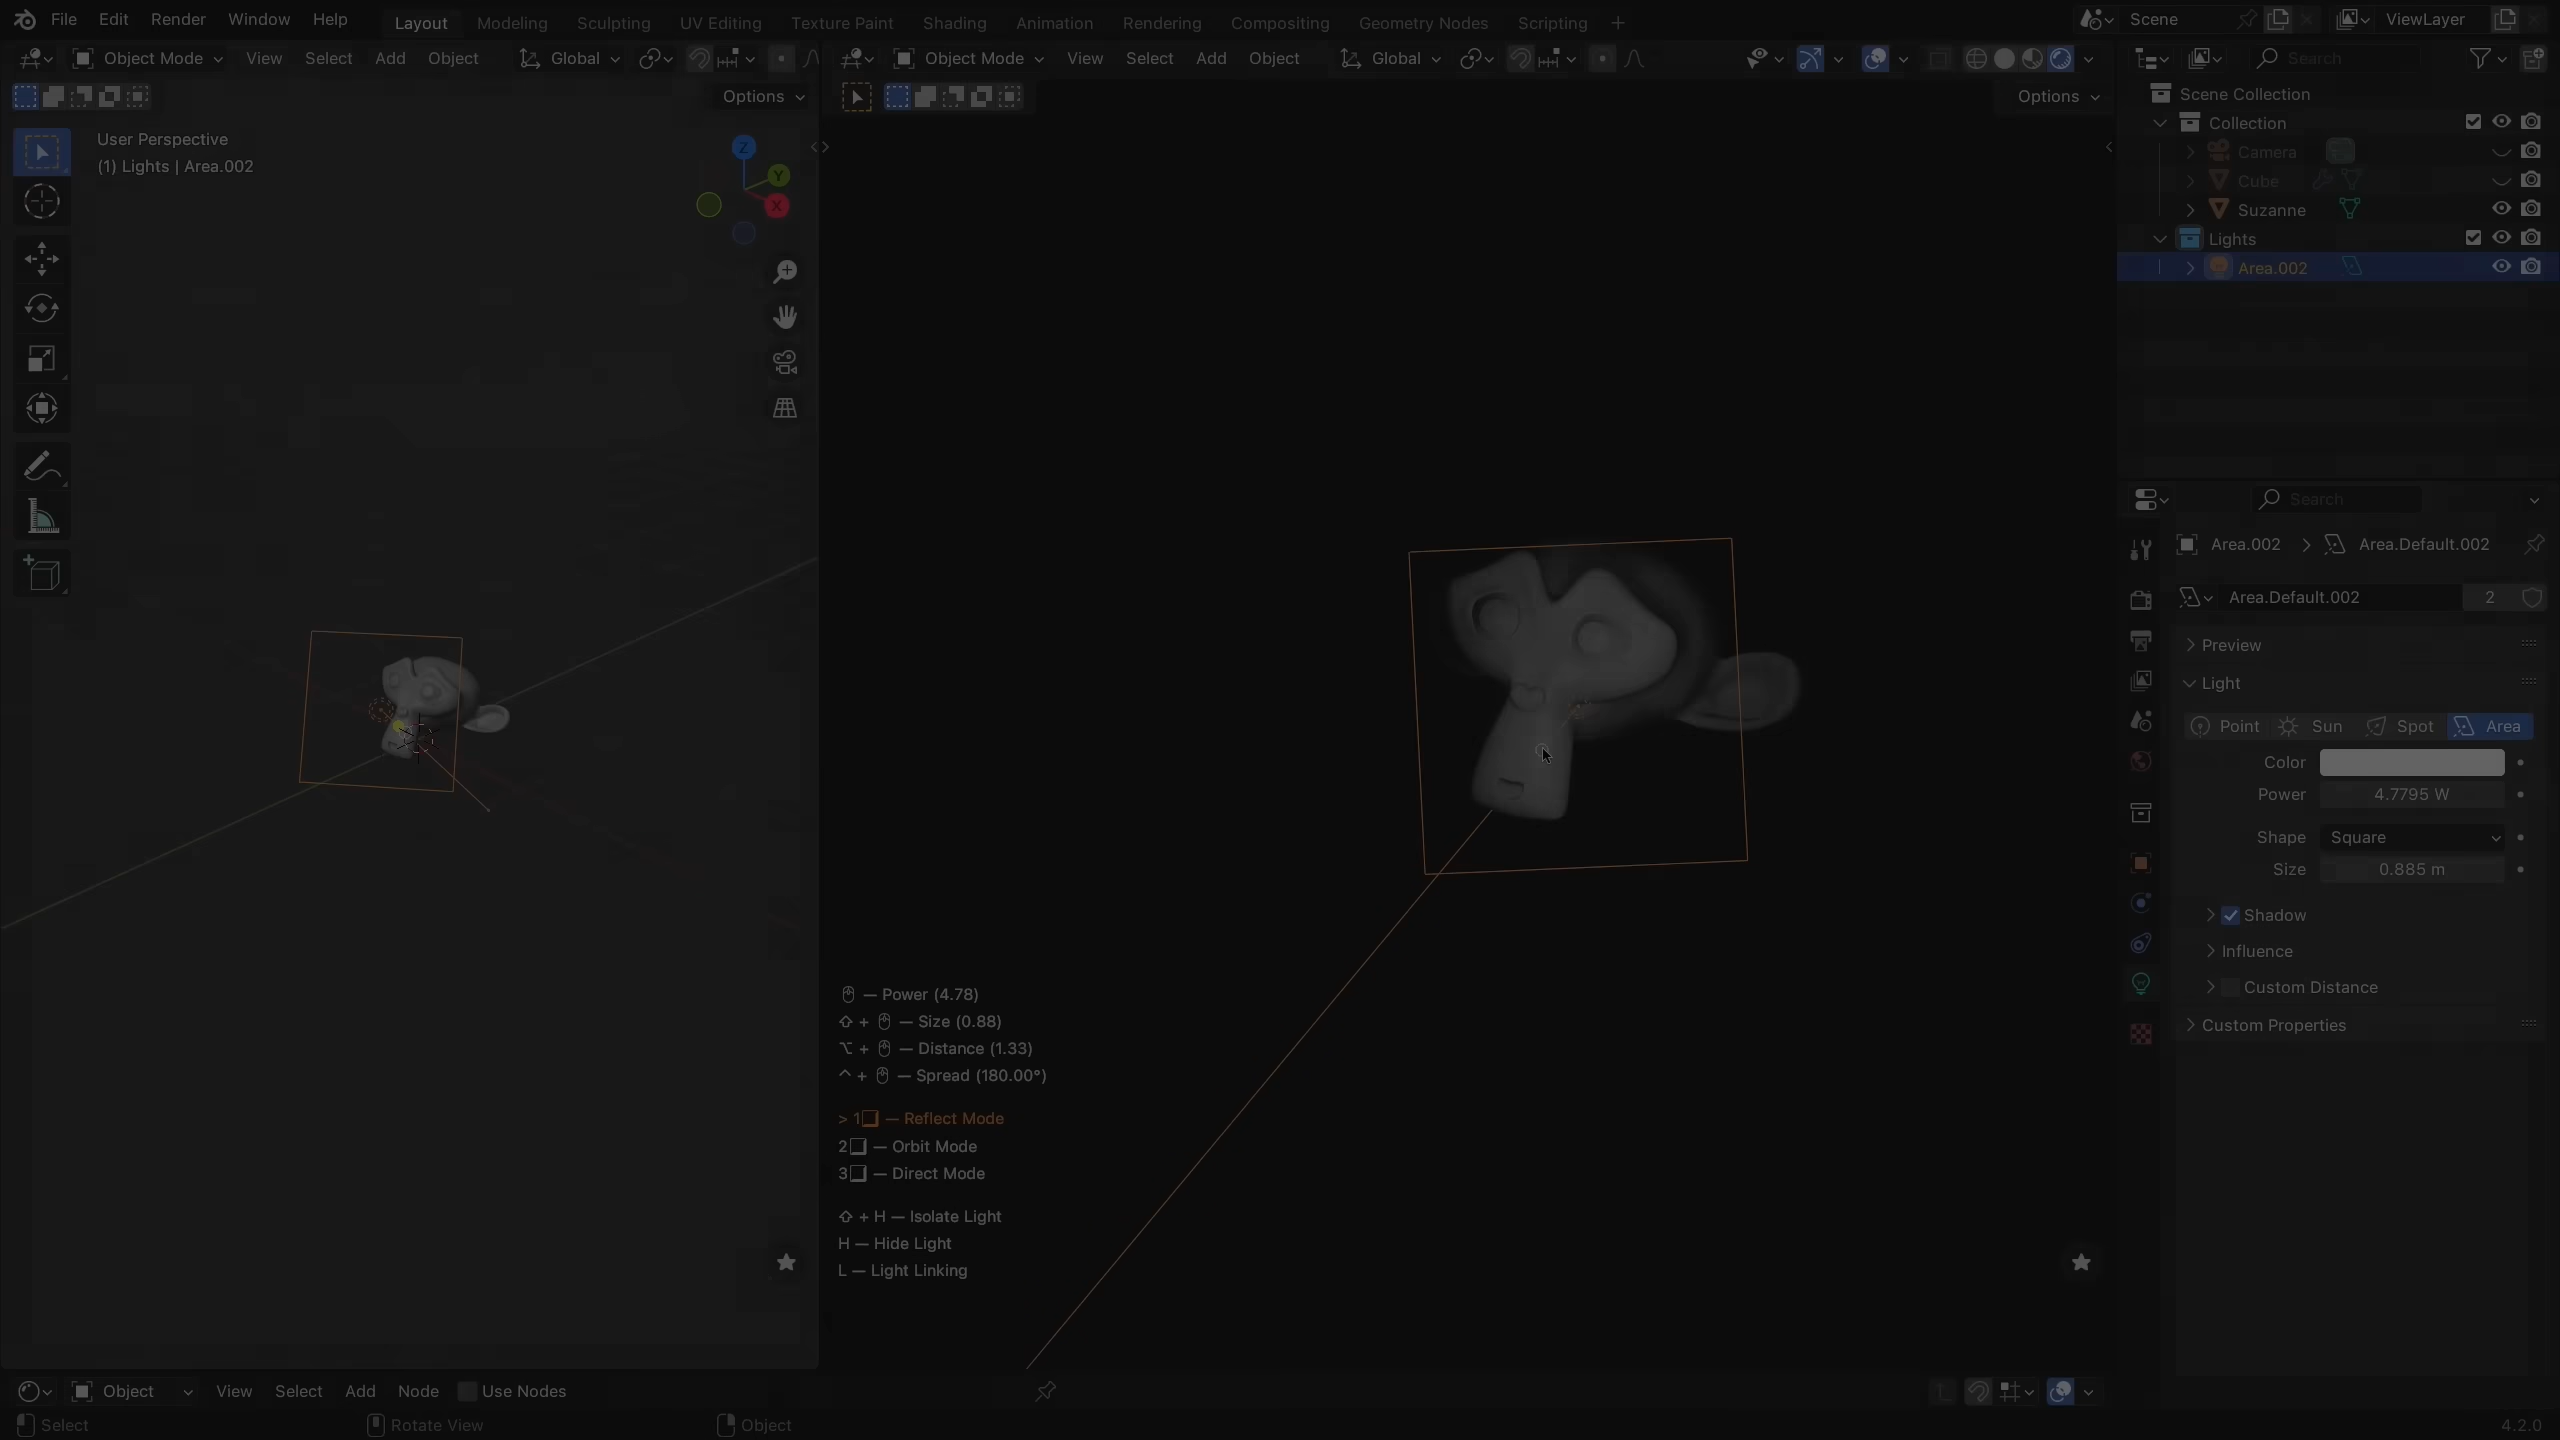 File Edit Render Window Help
Layout Modeling Sculpting UV Editing Texture Paint Shading Animation Rendering Compositing Geometry Nodes Scripting +
Scene
ViewLayer
Object Mode View Select Add Object Global
Options
User Perspective
(1) Lights | Area.002
Z
Y
X
Object Mode View Select Add Object Global
Options
Power (4.78)
⇧ + — Size (0.88)
⌥ + — Distance (1.33)
^ + — Spread (180.00°)
> 1 — Reflect Mode
2 — Orbit Mode
3 — Direct Mode
⇧ + H — Isolate Light
H — Hide Light
L — Light Linking
Search
Scene Collection
Collection
Camera
Cube
Suzanne
Lights
Area.002
Search
Area.002 > Area.Default.002
Area.Default.002 2
Preview
Light
Point Sun Spot Area
Color
Power 4.7795 W
Shape Square
Size 0.885 m
Shadow
Influence
Custom Distance
Custom Properties
Object View Select Add Node Use Nodes
Select Rotate View Object
4.2.0